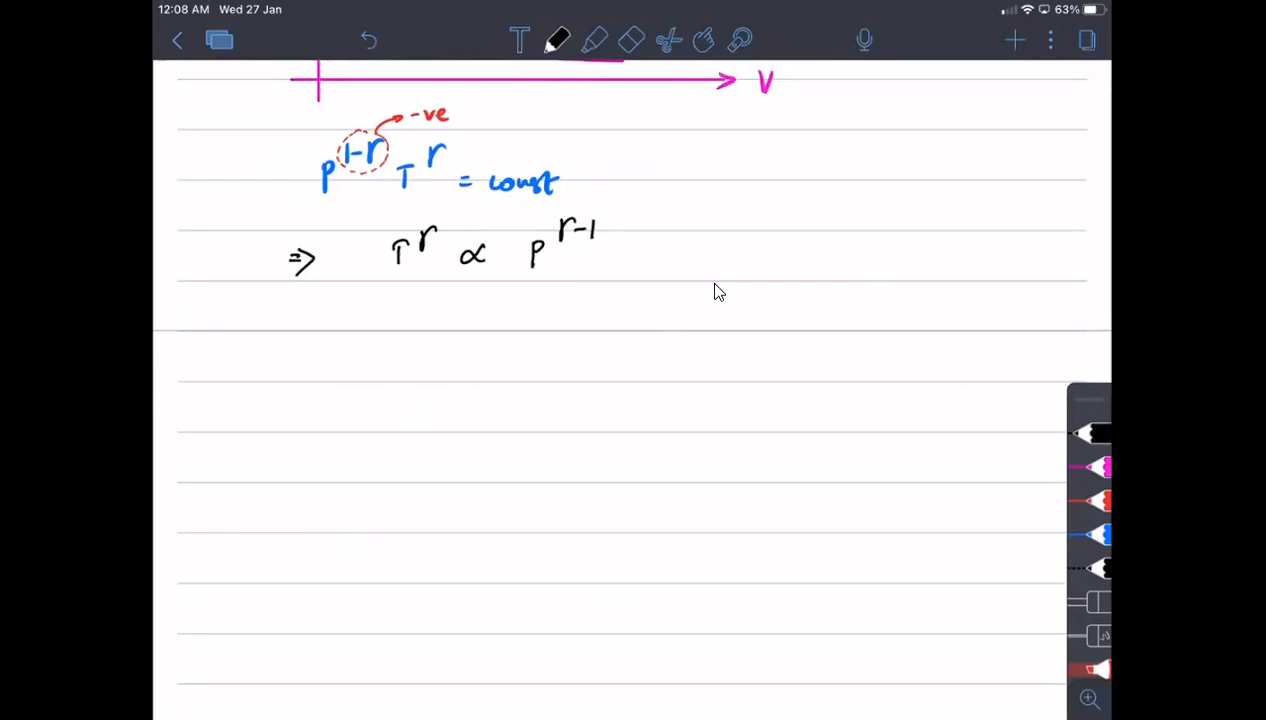 12:08 AM Wed 27 Jan 63%
T
V
-ve
P^{1-r} T^r = const
⇒ T^r ∝ P^{r-1}